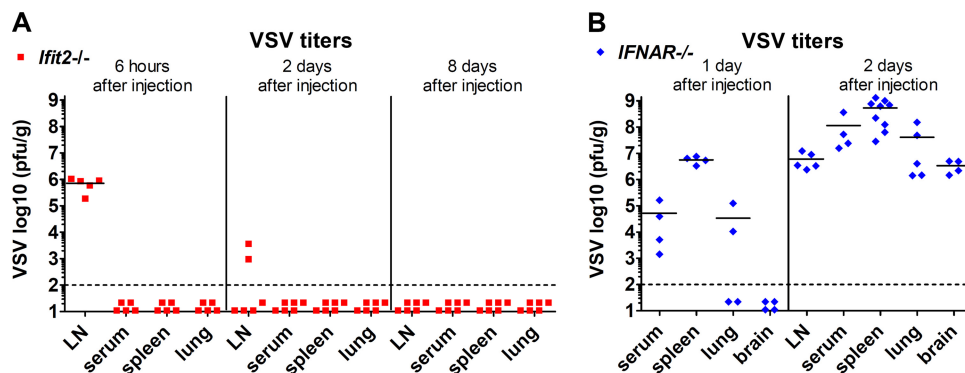 A
B
VSV titers
VSV titers
Ifit2-/-
IFNAR-/-
6 hours
after injection
2 days
after injection
8 days
after injection
1 day
after injection
2 days
after injection
VSV log10 (pfu/g)
9
8
7
6
5
4
3
2
1
LN
serum
spleen
lung
LN
serum
spleen
lung
LN
serum
spleen
lung
VSV log10 (pfu/g)
9
8
7
6
5
4
3
2
1
serum
spleen
lung
brain
LN
serum
spleen
lung
brain